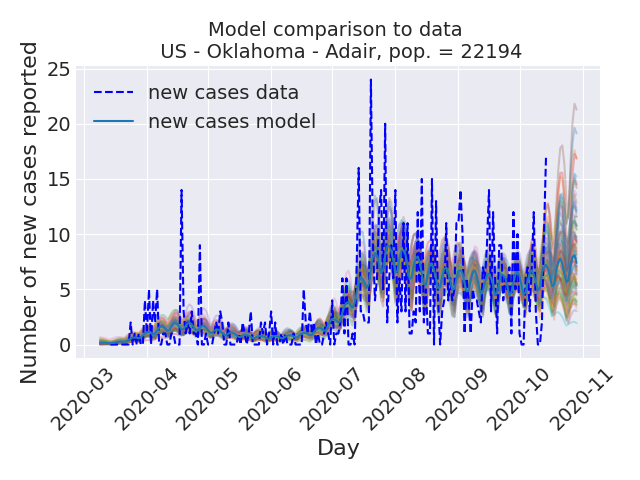 Model comparison to data
US - Oklahoma - Adair, pop. = 22194
Number of new cases reported
25
20
15
10
5
0
new cases data
new cases model
2020-03
2020-04
2020-05
2020-06
2020-07
2020-08
2020-09
2020-10
2020-11
Day